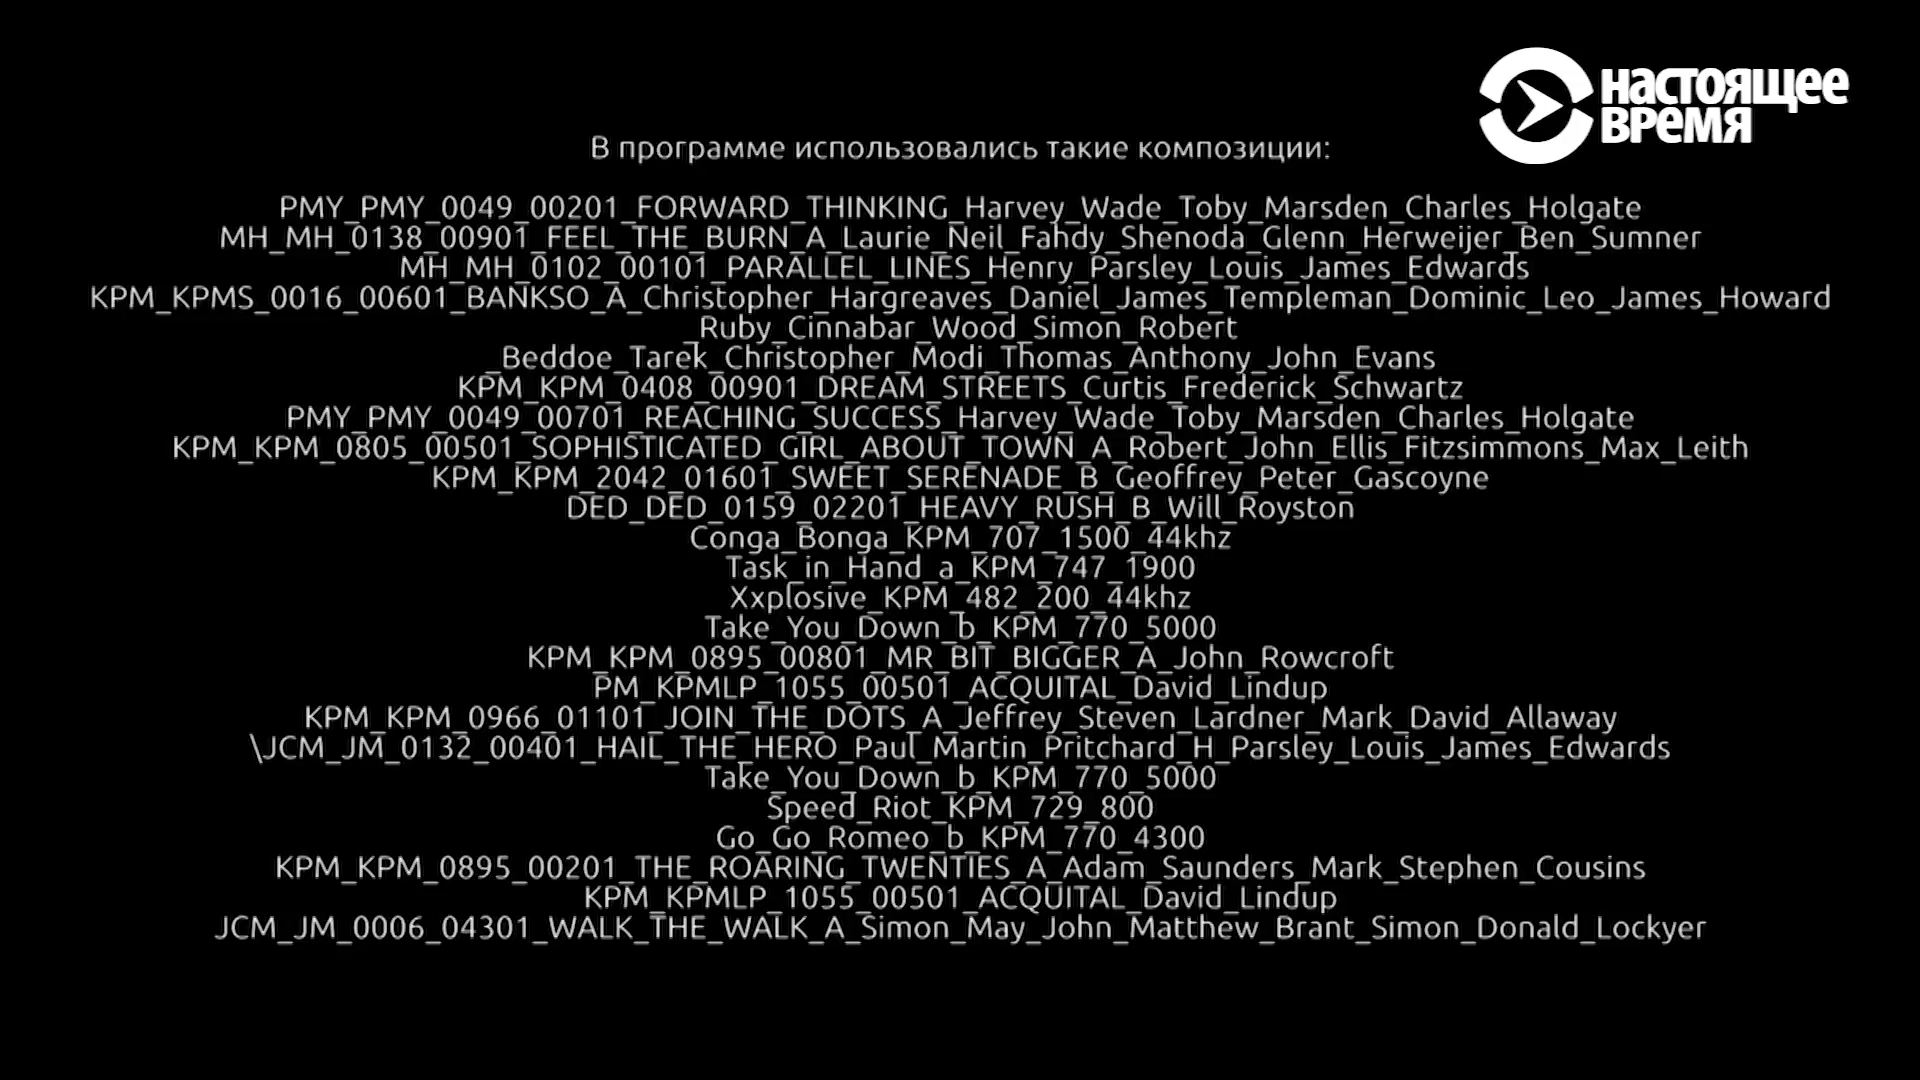 НАСТОЯЩЕЕ
ВРЕМЯ
В программе использовались такие композиции:
PMY_PMY_0049_00201_FORWARD_THINKING_Harvey_Wade_Toby_Marsden_Charles_Holgate
MH_MH_0138_00901_FEEL_THE_BURN_A_Laurie_Neil_Fahdy_Shenoda_Glenn_Herweijer_Ben_Sumner
MH_MH_0102_00101_PARALLEL_LINES_Henry_Parsley_Louis_James_Edwards
KPM_KPMS_0016_00601_BANKSO_A_Christopher_Hargreaves_Daniel_James_Templeman_Dominic_Leo_James_Howard
_Ruby_Cinnabar_Wood_Simon_Robert
_Beddoe_Tarek_Christopher_Modi_Thomas_Anthony_John_Evans
KPM_KPM_0408_00901_DREAM_STREETS_Curtis_Frederick_Schwartz
PMY_PMY_0049_00701_REACHING_SUCCESS_Harvey_Wade_Toby_Marsden_Charles_Holgate
KPM_KPM_0805_00501_SOPHISTICATED_GIRL_ABOUT_TOWN_A_Robert_John_Ellis_Fitzsimmons_Max_Leith
KPM_KPM_2042_01601_SWEET_SERENADE_B_Geoffrey_Peter_Gascoyne
DED_DED_0159_02201_HEAVY_RUSH_B_Will_Royston
Conga_Bonga_KPM_707_1500_44khz
Task_in_Hand_a_KPM_747_1900
Xxplosive_KPM_482_200_44khz
Take_You_Down_b_KPM_770_5000
KPM_KPM_0895_00801_MR_BIT_BIGGER_A_John_Rowcroft
PM_KPMLP_1055_00501_ACQUITAL_David_Lindup
KPM_KPM_0966_01101_JOIN_THE_DOTS_A_Jeffrey_Steven_Lardner_Mark_David_Allaway
\JCM_JM_0132_00401_HAIL_THE_HERO_Paul_Martin_Pritchard_H_Parsley_Louis_James_Edwards
Take_You_Down_b_KPM_770_5000
Speed_Riot_KPM_729_800
Go_Go_Romeo_b_KPM_770_4300
KPM_KPM_0895_00201_THE_ROARING_TWENTIES_A_Adam_Saunders_Mark_Stephen_Cousins
KPM_KPMLP_1055_00501_ACQUITAL_David_Lindup
JCM_JM_0006_04301_WALK_THE_WALK_A_Simon_May_John_Matthew_Brant_Simon_Donald_Lockyer